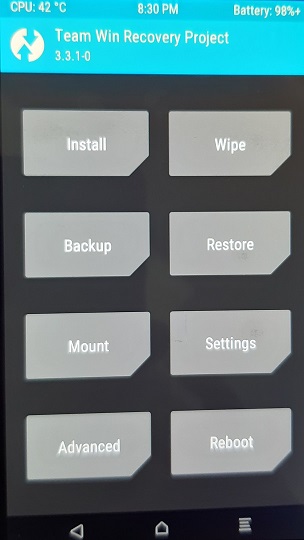 CPU: 42 °C 8:30 PM Battery: 98%+
Team Win Recovery Project
3.3.1-0
Install Wipe
Backup Restore
Mount Settings
Advanced Reboot